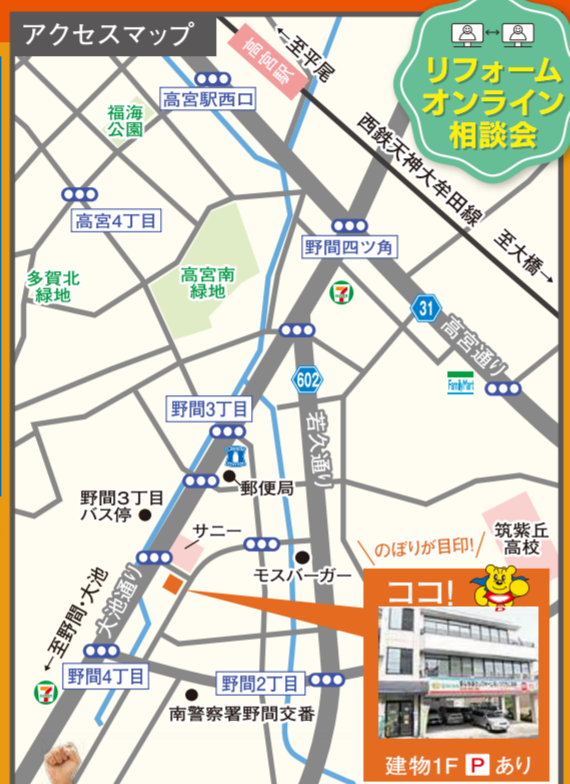 アクセスマップ
リフォーム
オンライン
相談会
←至平尾
高宮駅
高宮駅西口
福海
公園
西鉄天神大牟田線
高宮4丁目
野間四ツ角
至大橋→
多賀北
緑地
高宮南
緑地
7
31
高宮通り
602
FamilyMart
野間3丁目
若久通り
郵便局
野間3丁目
バス停
サニー
筑紫丘
高校
のぼりが目印!
モスバーガー
ココ!
大池通り
←至野間・大池
野間4丁目
野間2丁目
7
南警察署野間交番
建物1F P あり